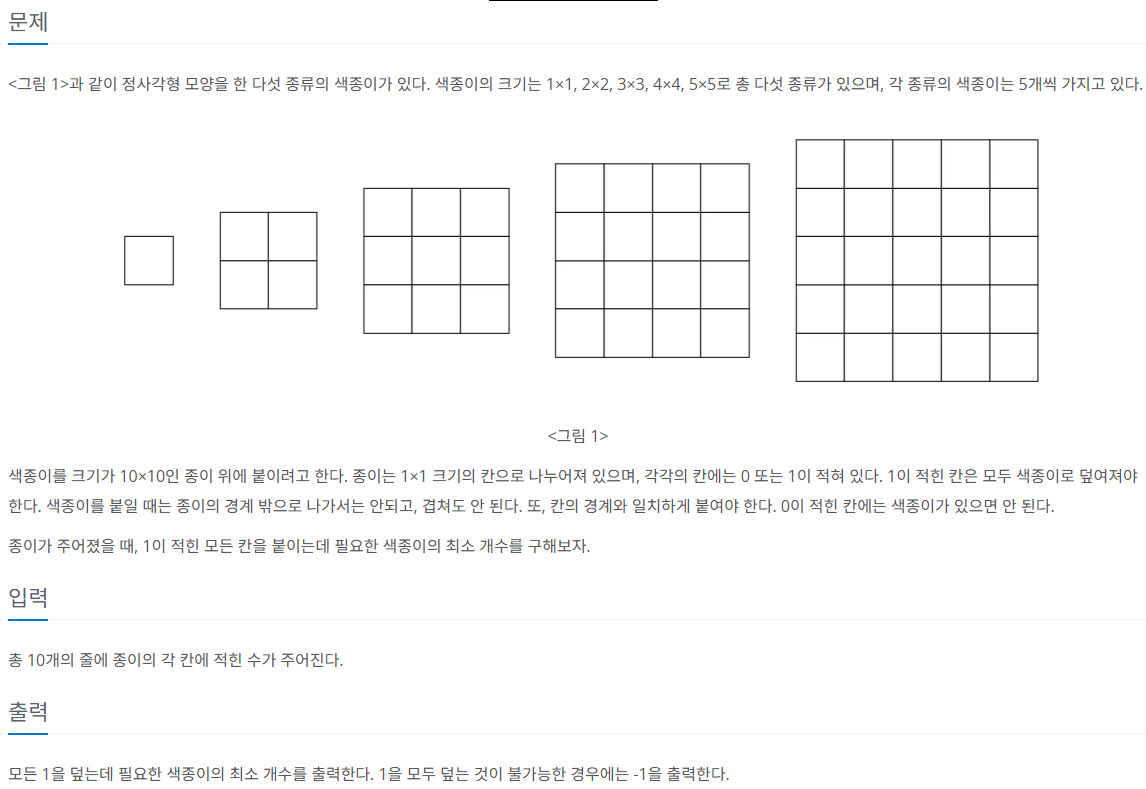 문제
<그림 1>과 같이 정사각형 모양을 한 다섯 종류의 색종이가 있다. 색종이의 크기는 1×1, 2×2, 3×3, 4×4, 5×5로 총 다섯 종류가 있으며, 각 종류의 색종이는 5개씩 가지고 있다.
<그림 1>
색종이를 크기가 10×10인 종이 위에 붙이려고 한다. 종이는 1×1 크기의 칸으로 나누어져 있으며, 각각의 칸에는 0 또는 1이 적혀 있다. 1이 적힌 칸은 모두 색종이로 덮여져야
한다. 색종이를 붙일 때는 종이의 경계 밖으로 나가서는 안되고, 겹쳐도 안 된다. 또, 칸의 경계와 일치하게 붙여야 한다. 0이 적힌 칸에는 색종이가 있으면 안 된다.
종이가 주어졌을 때, 1이 적힌 모든 칸을 붙이는데 필요한 색종이의 최소 개수를 구해보자.
입력
총 10개의 줄에 종이의 각 칸에 적힌 수가 주어진다.
출력
모든 1을 덮는데 필요한 색종이의 최소 개수를 출력한다. 1을 모두 덮는 것이 불가능한 경우에는 -1을 출력한다.